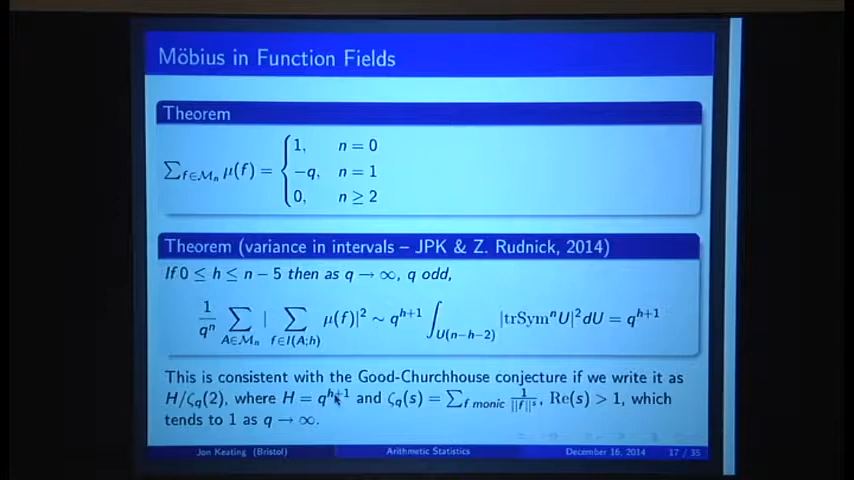 Möbius in Function Fields
Theorem
∑_{f∈M_n} μ(f) = { 1, n = 0
−q, n = 1
0, n ≥ 2
Theorem (variance in intervals – JPK & Z. Rudnick, 2014)
If 0 ≤ h ≤ n − 5 then as q → ∞, q odd,
1/q^n ∑_{A∈M_n} | ∑_{f∈I(A;h)} μ(f)|² ∼ q^{h+1} ∫_{U(n−h−2)} |trSym^n U|² dU = q^{h+1}
This is consistent with the Good-Churchhouse conjecture if we write it as
H/ζ_q(2), where H = q^{h+1} and ζ_q(s) = ∑_{f monic} 1/||f||^s, Re(s) > 1, which
tends to 1 as q → ∞.
Jon Keating (Bristol) Arithmetic Statistics December 16, 2014 17 / 35